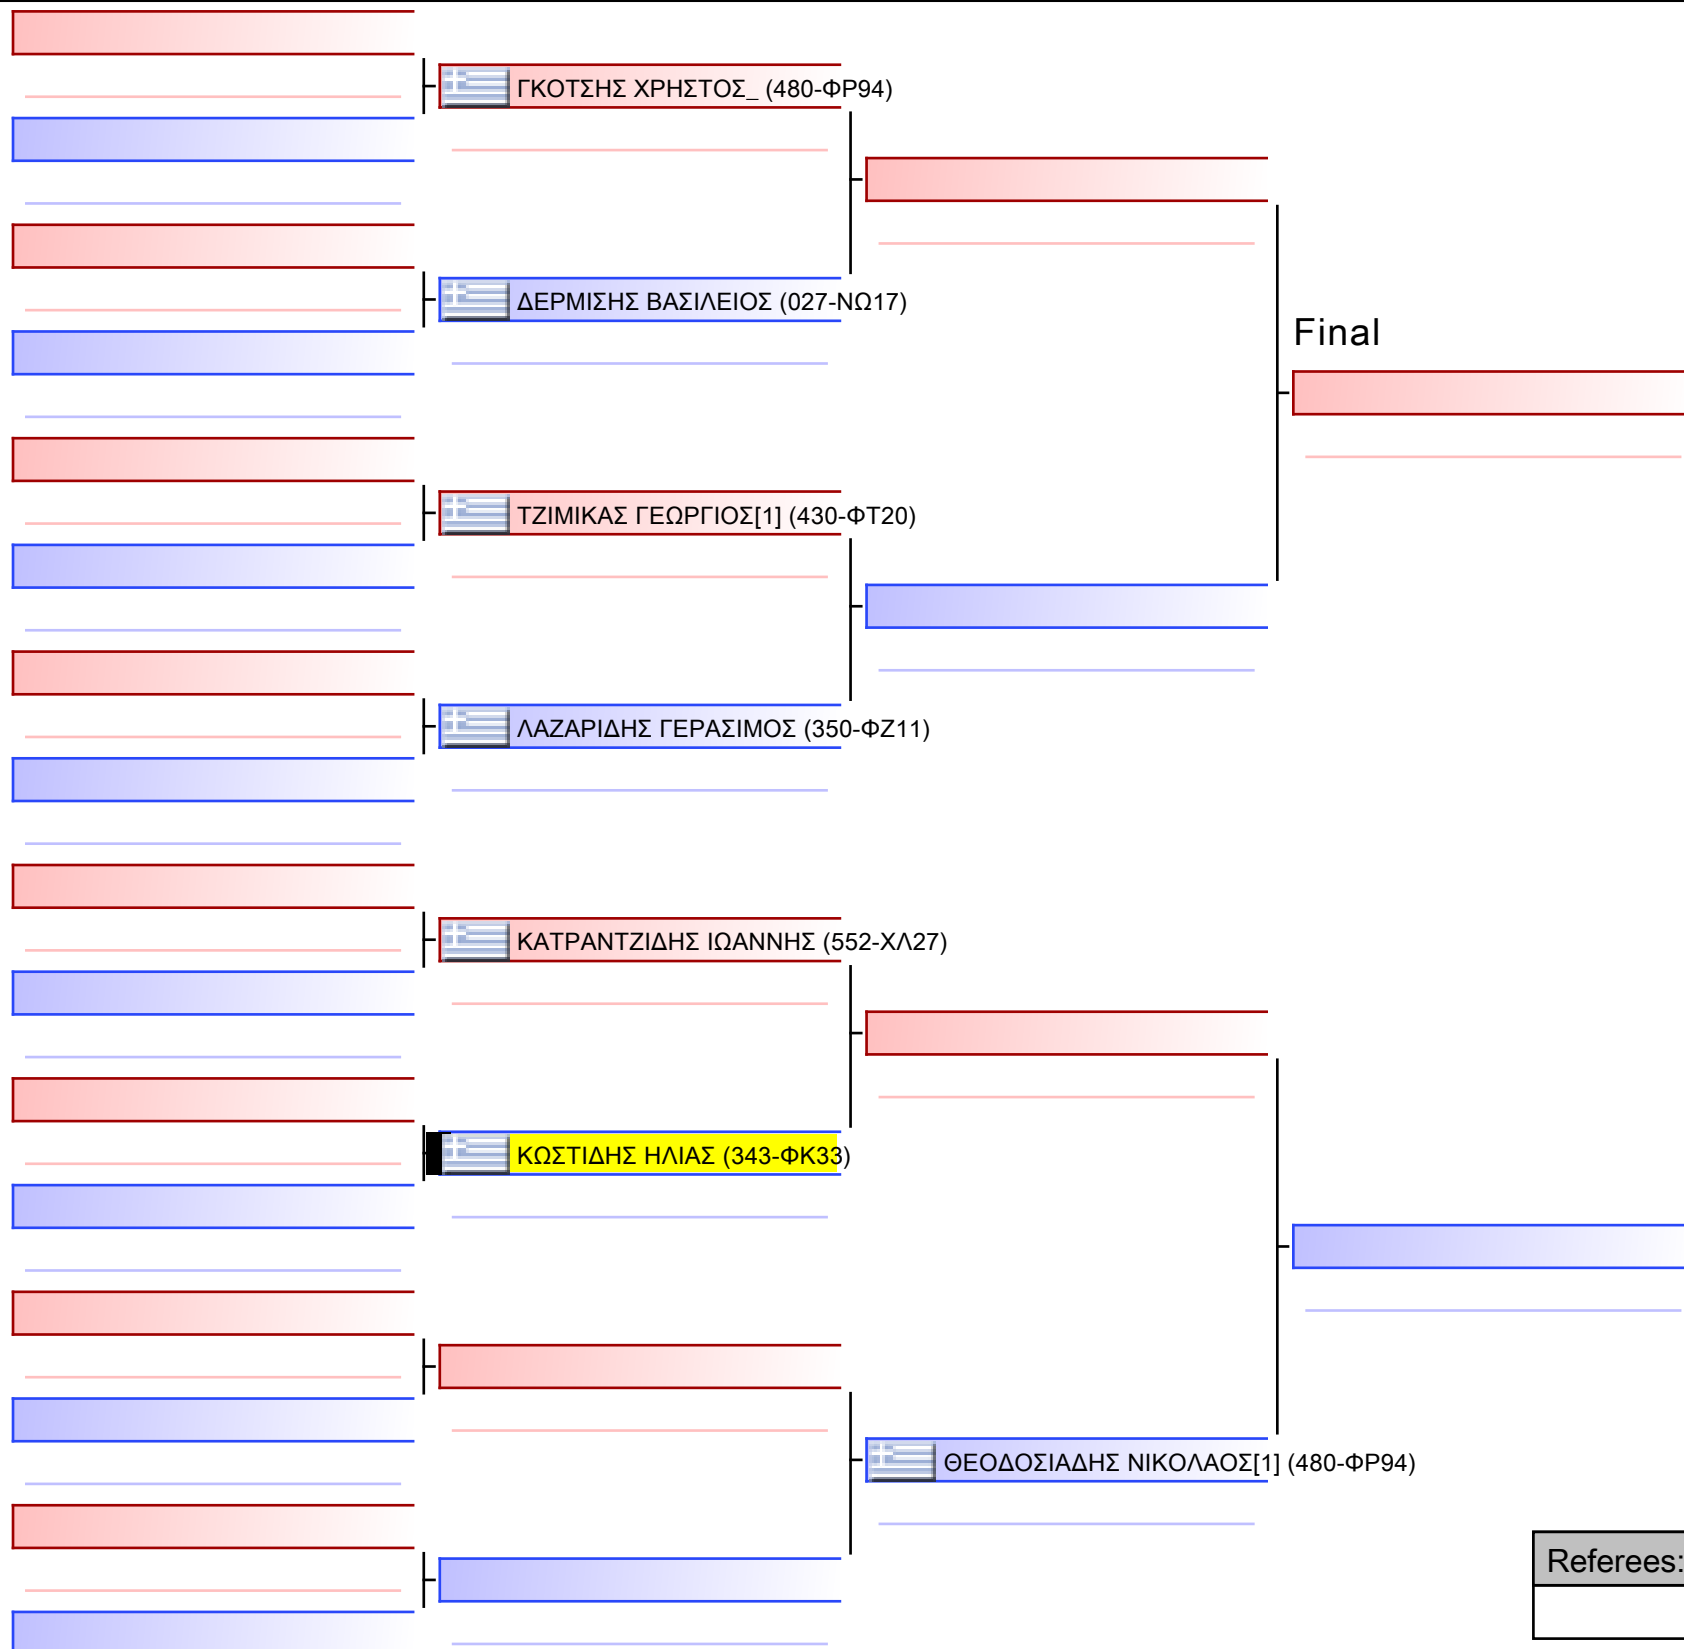 ΓΚΟΤΣΗΣ ΧΡΗΣΤΟΣ_ (480-ΦΡ94)
ΔΕΡΜΙΣΗΣ ΒΑΣΙΛΕΙΟΣ (027-ΝΩ17)
Final
ΤΖΙΜΙΚΑΣ ΓΕΩΡΓΙΟΣ[1] (430-ΦΤ20)
ΛΑΖΑΡΙΔΗΣ ΓΕΡΑΣΙΜΟΣ (350-ΦΖ11)
ΚΑΤΡΑΝΤΖΙΔΗΣ ΙΩΑΝΝΗΣ (552-ΧΛ27)
ΚΩΣΤΙΔΗΣ ΗΛΙΑΣ (343-ΦΚ33)
ΘΕΟΔΟΣΙΑΔΗΣ ΝΙΚΟΛΑΟΣ[1] (480-ΦΡ94)
Referees: